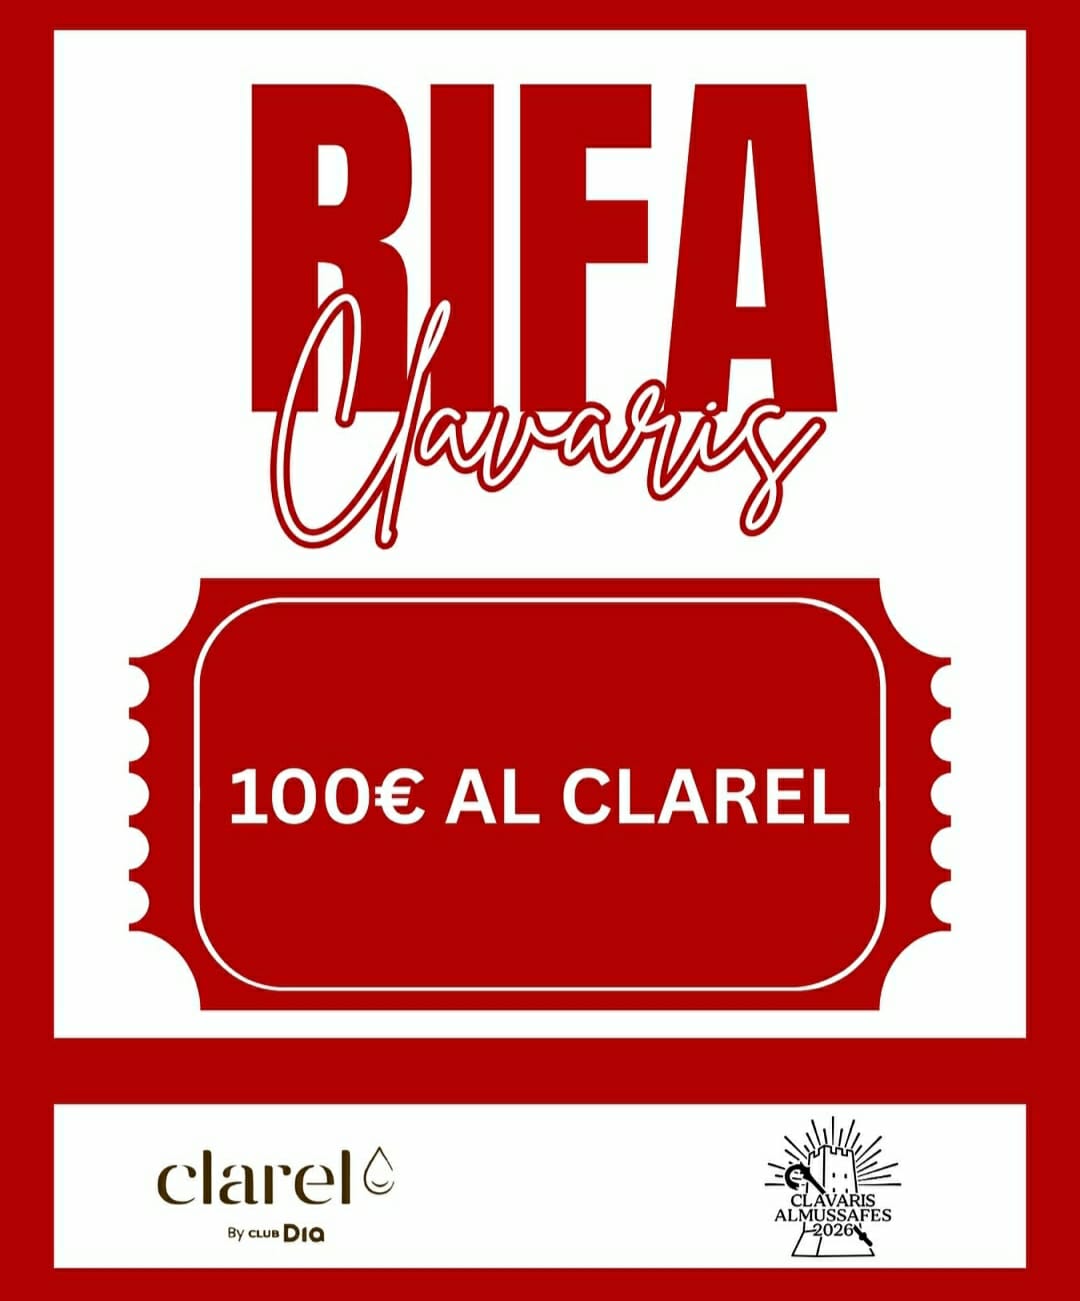 RIFA
Clavaris
100€ AL CLAREL
clarel
By CLUB Dia
CLAVARIS
ALMUSSAFES
2026